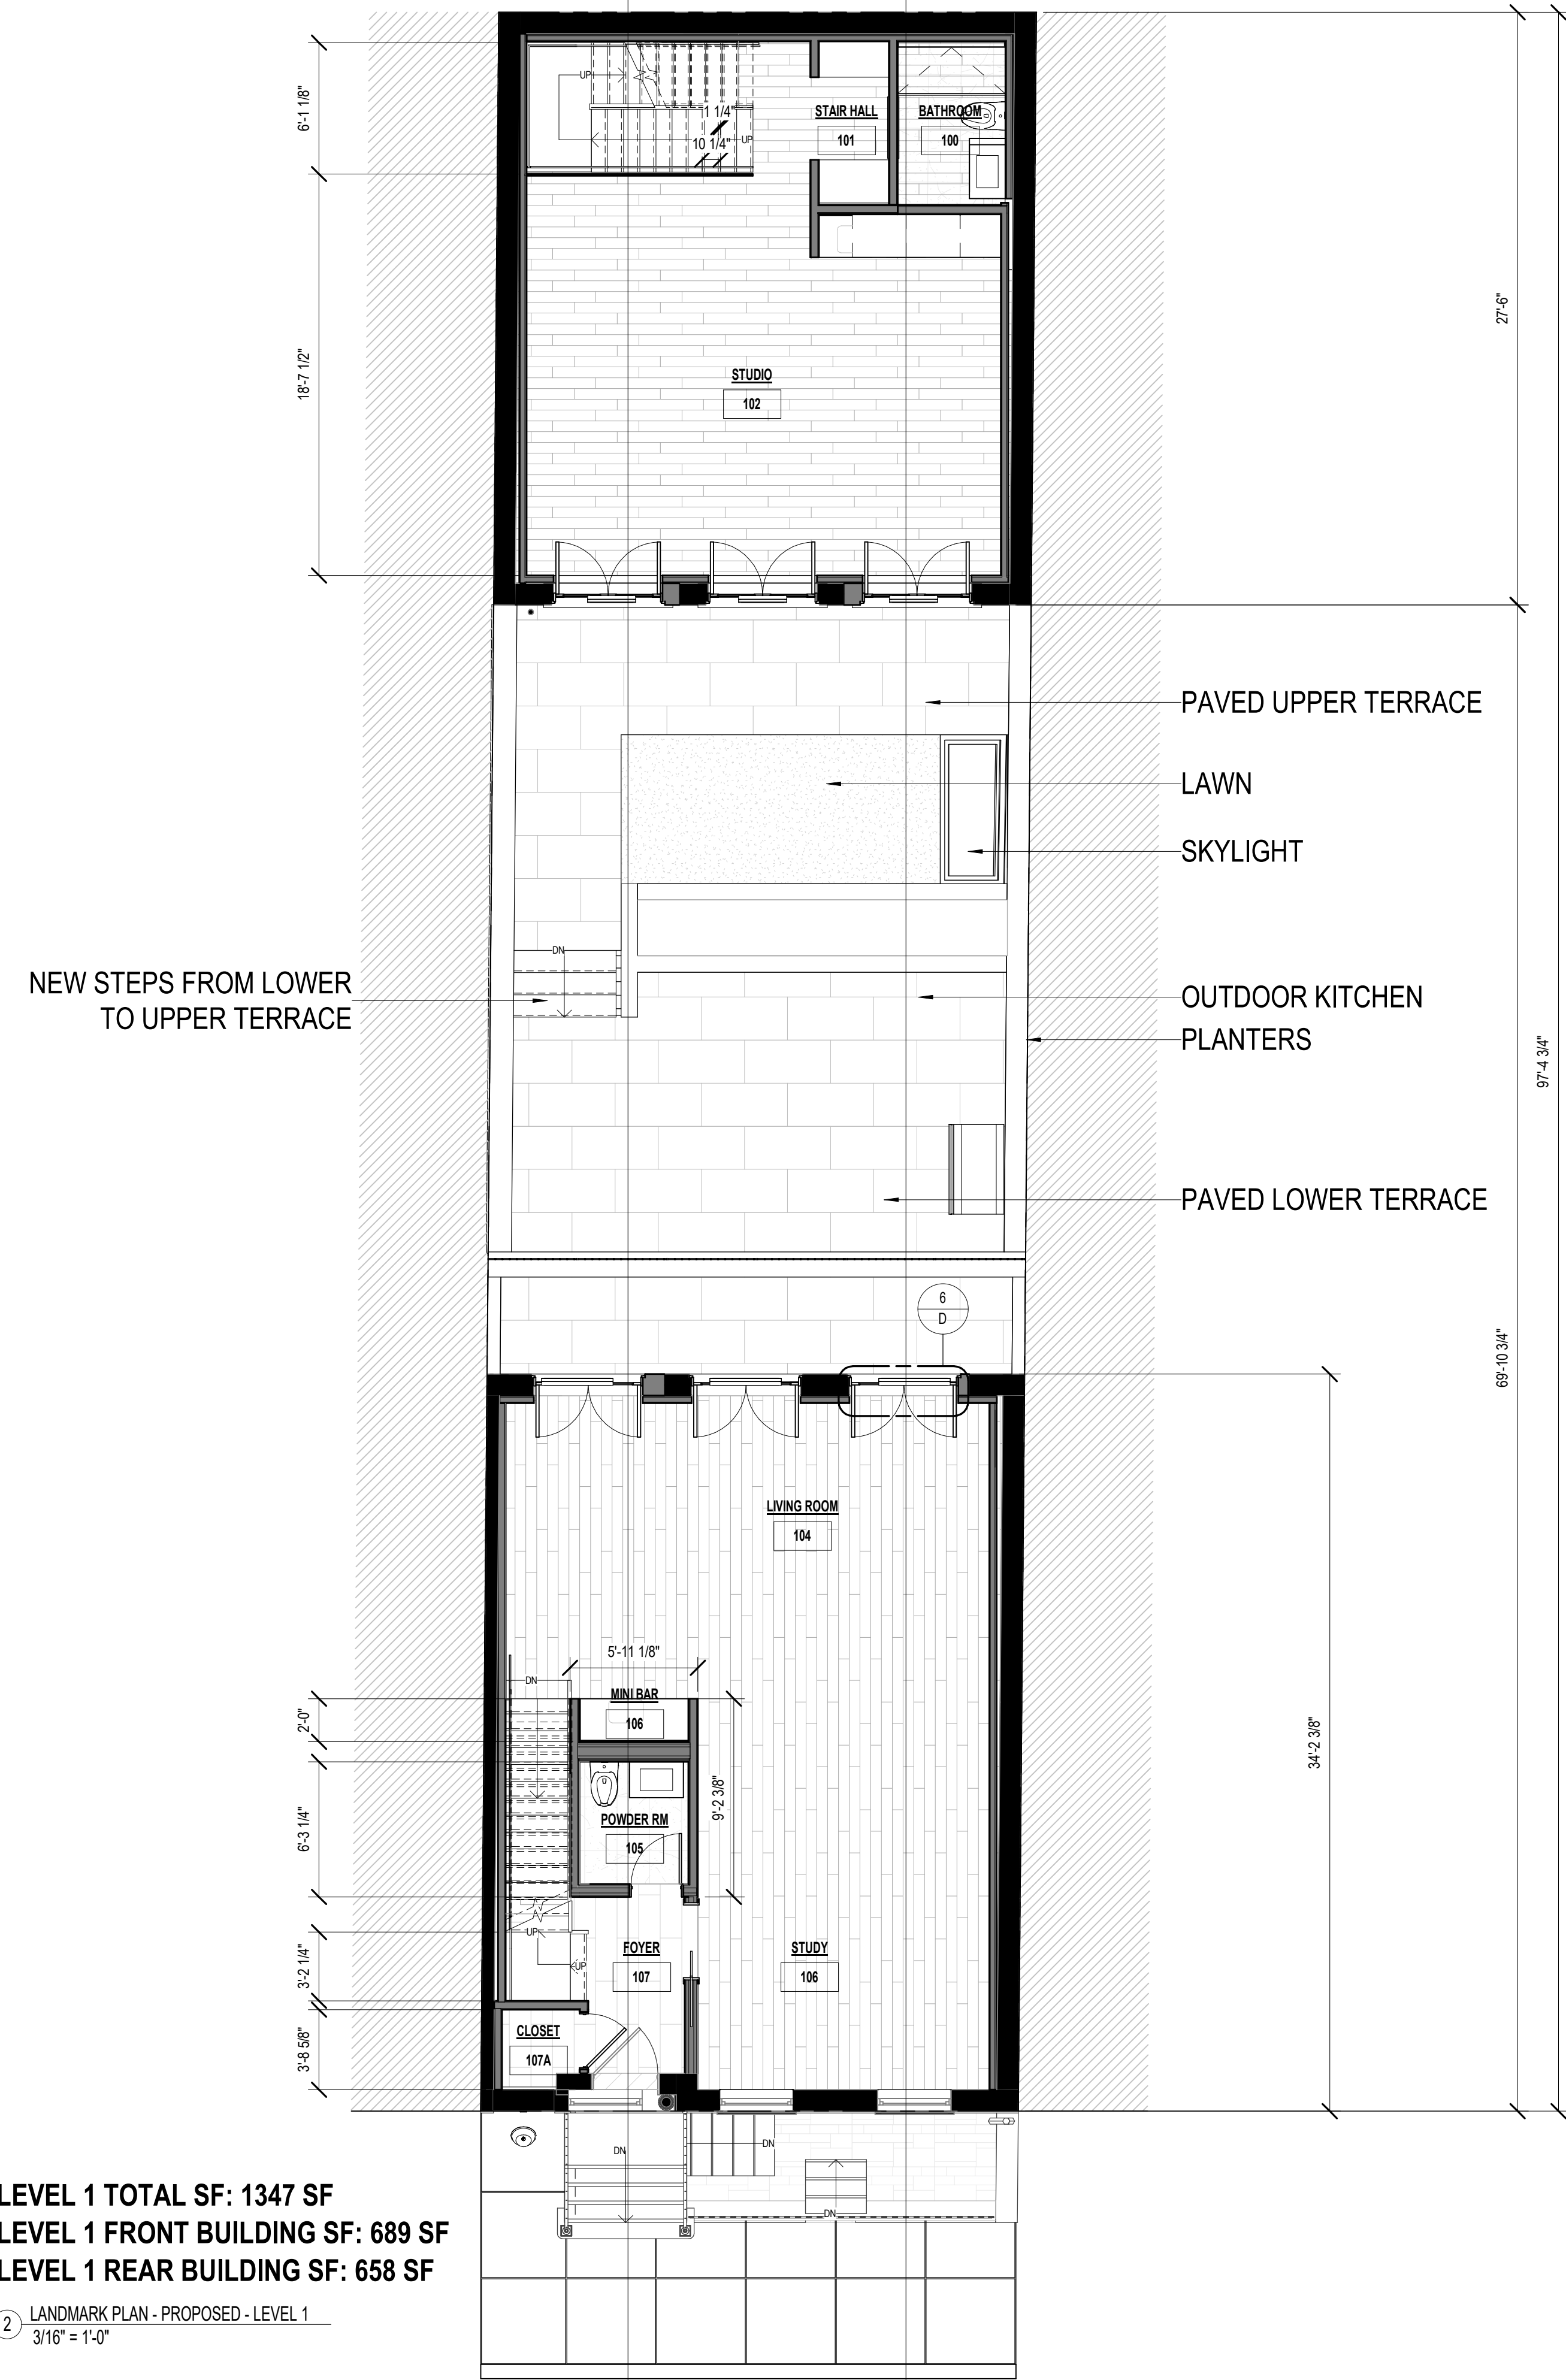 6'-1 1/8"
UP
1 1/4"
UP
10 1/4"
STAIR HALL
101
BATHROOM
100
18'-7 1/2"
27'-6"
STUDIO
102
PAVED UPPER TERRACE
LAWN
SKYLIGHT
DN
NEW STEPS FROM LOWER
TO UPPER TERRACE
OUTDOOR KITCHEN
PLANTERS
97'-4 3/4"
PAVED LOWER TERRACE
6
D
69'-10 3/4"
LIVING ROOM
104
5'-11 1/8"
DN
MINI BAR
106
2'-0"
34'-2 3/8"
9'-2 3/8"
6'-3 1/4"
POWDER RM
105
UP
UP
3'-2 1/4"
FOYER
107
STUDY
106
CLOSET
107A
3'-8 5/8"
DN
DN
DN
LEVEL 1 TOTAL SF: 1347 SF
LEVEL 1 FRONT BUILDING SF: 689 SF
LEVEL 1 REAR BUILDING SF: 658 SF
2
LANDMARK PLAN - PROPOSED - LEVEL 1
3/16" = 1'-0"